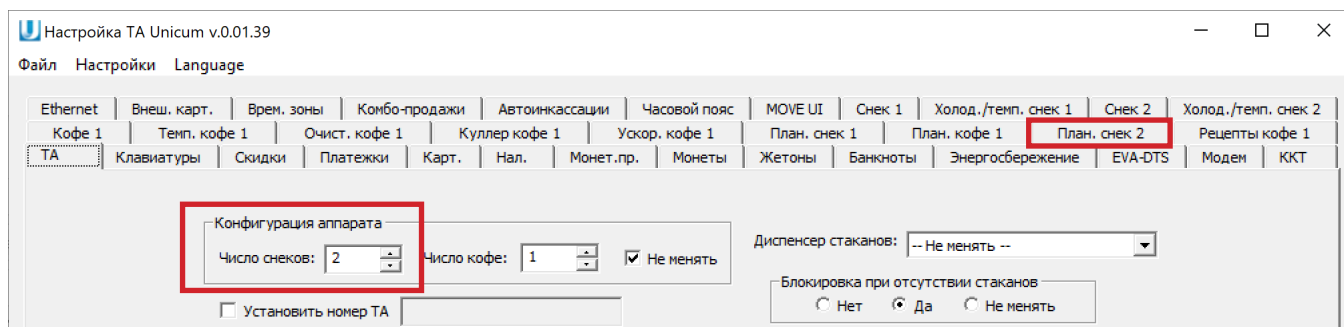 Настройка TA Unicum v.0.01.39
Файл Настройки Language
Ethernet Внеш. карт. Врем. зоны Комбо-продажи Автоинкассации Часовой пояс MOVE UI Снек 1 Холод./темп. снек 1 Снек 2 Холод./темп. снек 2
Кофе 1 Темп. кофе 1 Очист. кофе 1 Куллер кофе 1 Ускор. кофе 1 План. снек 1 План. кофе 1 План. снек 2 Рецепты кофе 1
ТА Клавиатуры Скидки Платежки Карт. Нал. Монет.пр. Монеты Жетоны Банкноты Энергосбережение EVA-DTS Модем ККТ
Конфигурация аппарата
Число снеков: 2 Число кофе: 1 Не менять
Диспенсер стаканов: -- Не менять --
Блокировка при отсутствии стаканов
Нет Да Не менять
Установить номер ТА